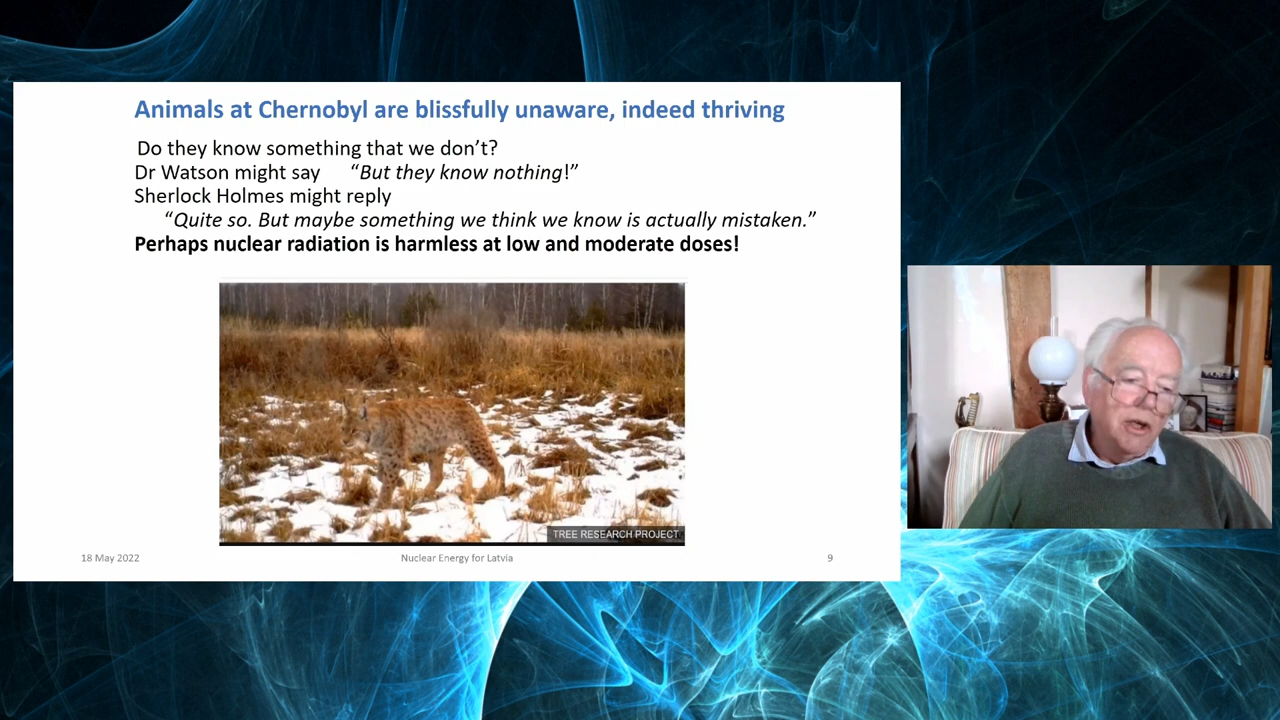 Animals at Chernobyl are blissfully unaware, indeed thriving
Do they know something that we don't?
Dr Watson might say “But they know nothing!”
Sherlock Holmes might reply
“Quite so. But maybe something we think we know is actually mistaken.”
Perhaps nuclear radiation is harmless at low and moderate doses!
TREE RESEARCH PROJECT
18 May 2022 Nuclear Energy for Latvia 9